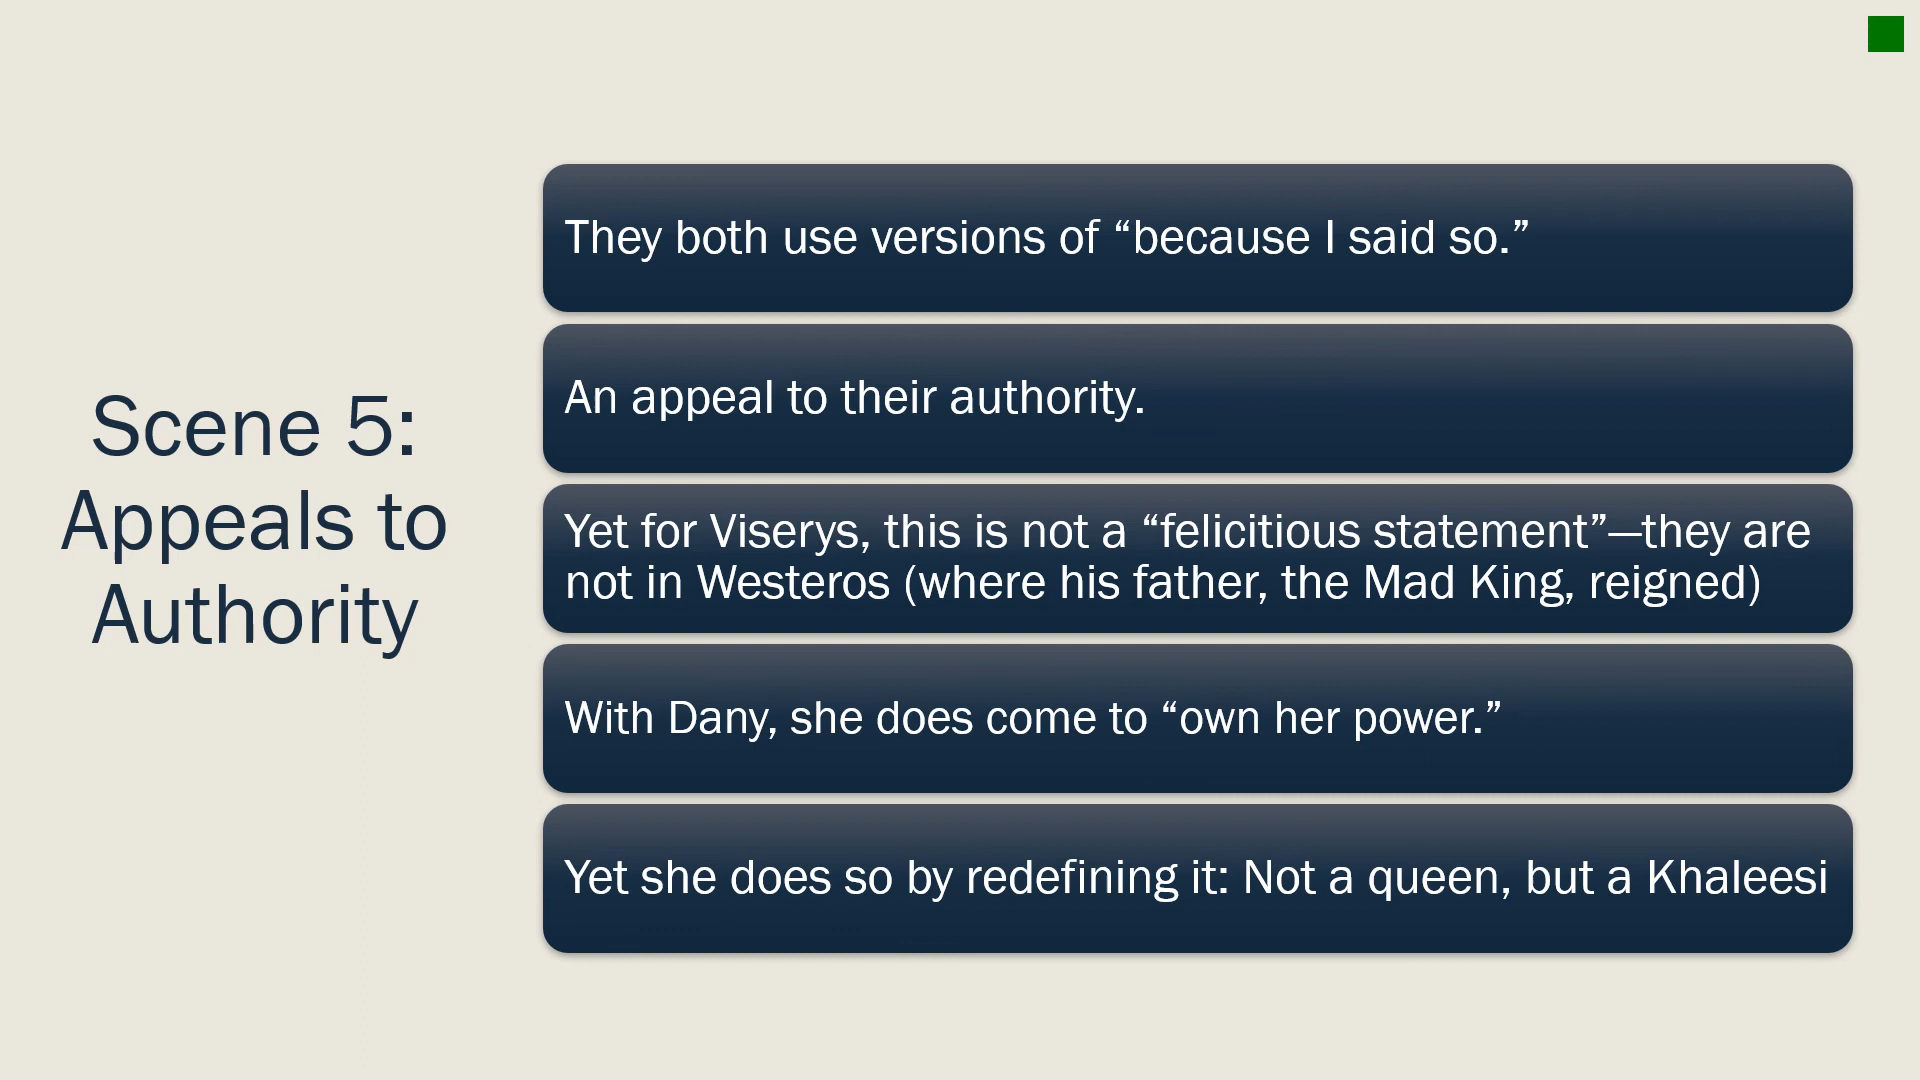 Scene 5:
Appeals to
Authority
They both use versions of “because I said so.”
An appeal to their authority.
Yet for Viserys, this is not a “felicitious statement”—they are
not in Westeros (where his father, the Mad King, reigned)
With Dany, she does come to “own her power.”
Yet she does so by redefining it: Not a queen, but a Khaleesi